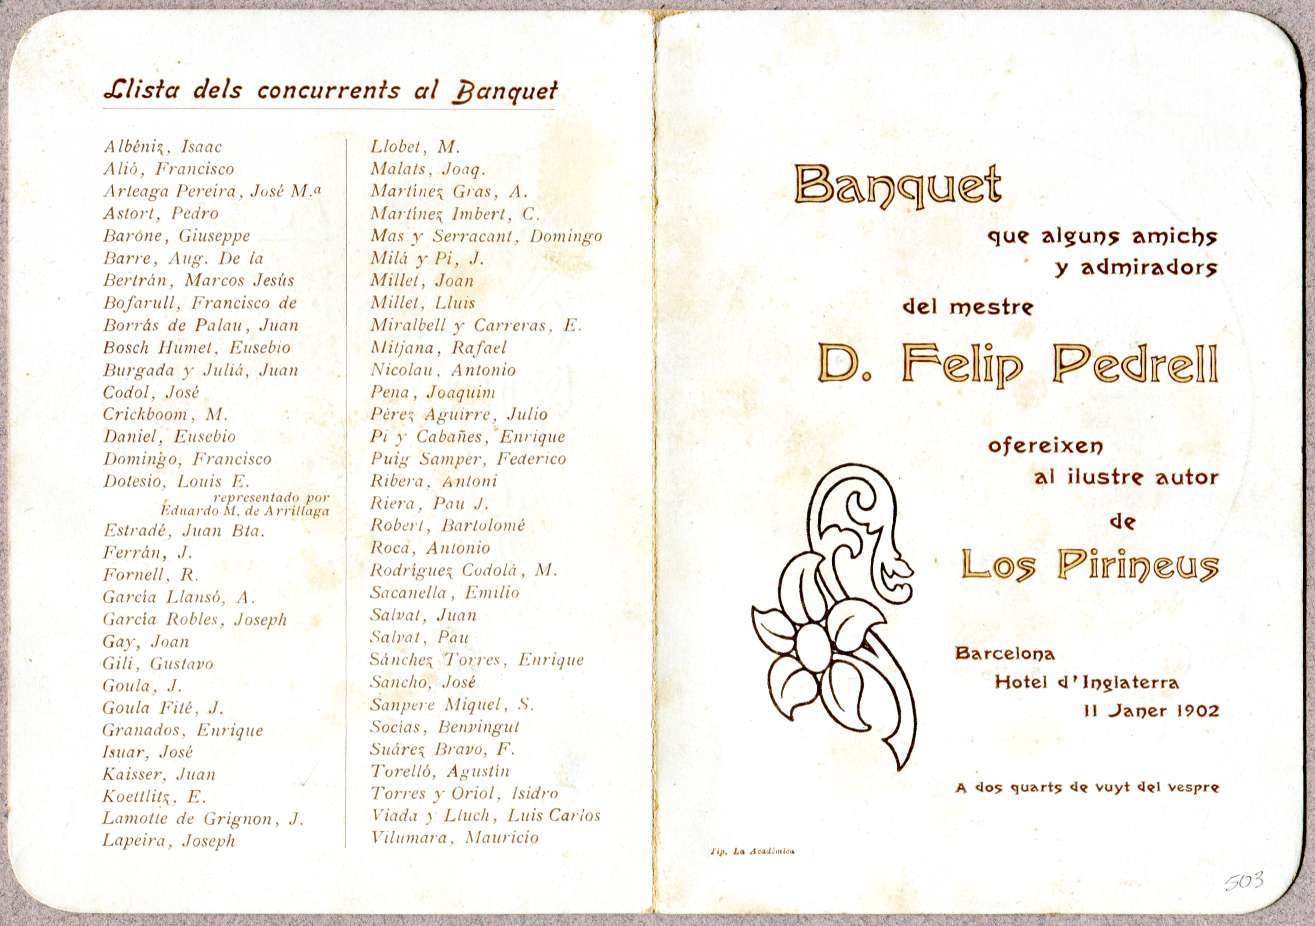 Llista dels concurrents al Banquet
Albéniz, Isaac
Alió, Francisco
Arteaga Pereira, José M.ª
Astort, Pedro
Baróne, Giuseppe
Barre, Aug. De la
Bertrán, Marcos Jesús
Bofarull, Francisco de
Borrás de Palau, Juan
Bosch Humet, Eusebio
Burgada y Juliá, Juan
Codol, José
Crickboom, M.
Daniel, Eusebio
Domingo, Francisco
Dotesio, Louis E.
representado por
Eduardo M. de Arrillaga
Estradé, Juan Bta.
Ferrán, J.
Fornell, R.
García Llansó, A.
García Robles, Joseph
Gay, Joan
Gili, Gustavo
Goula, J.
Goula Fité, J.
Granados, Enrique
Isuar, José
Kaisser, Juan
Koettlitz, E.
Lamotte de Grignon, J.
Lapeira, Joseph
Llobet, M.
Malats, Joaq.
Martínez Gras, A.
Martínez Imbert, C.
Mas y Serracant, Domingo
Milá y Pi, J.
Millet, Joan
Millet, Lluis
Miralbell y Carreras, E.
Mitjana, Rafael
Nicolau, Antonio
Pena, Joaquim
Pérez Aguirre, Julio
Pi y Cabañes, Enrique
Puig Samper, Federico
Ribera, Antoni
Riera, Pau J.
Robert, Bartolomé
Roca, Antonio
Rodríguez Codolá, M.
Sacanella, Emilio
Salvat, Juan
Salvat, Pau
Sánchez Torres, Enrique
Sancho, José
Sanpere Miquel, S.
Socías, Benvingut
Suárez Bravo, F.
Torelló, Agustín
Torres y Oriol, Isidro
Viada y Lluch, Luis Carlos
Vilumara, Mauricio
Banquet
que alguns amichs
y admiradors
del mestre
D. Felip Pedrell
ofereixen
al ilustre autor
de
Los Pirineus
Barcelona
Hotel d'Inglaterra
11 Janer 1902
A dos quarts de vuyt del vespre
Tip. La Acadèmica
503